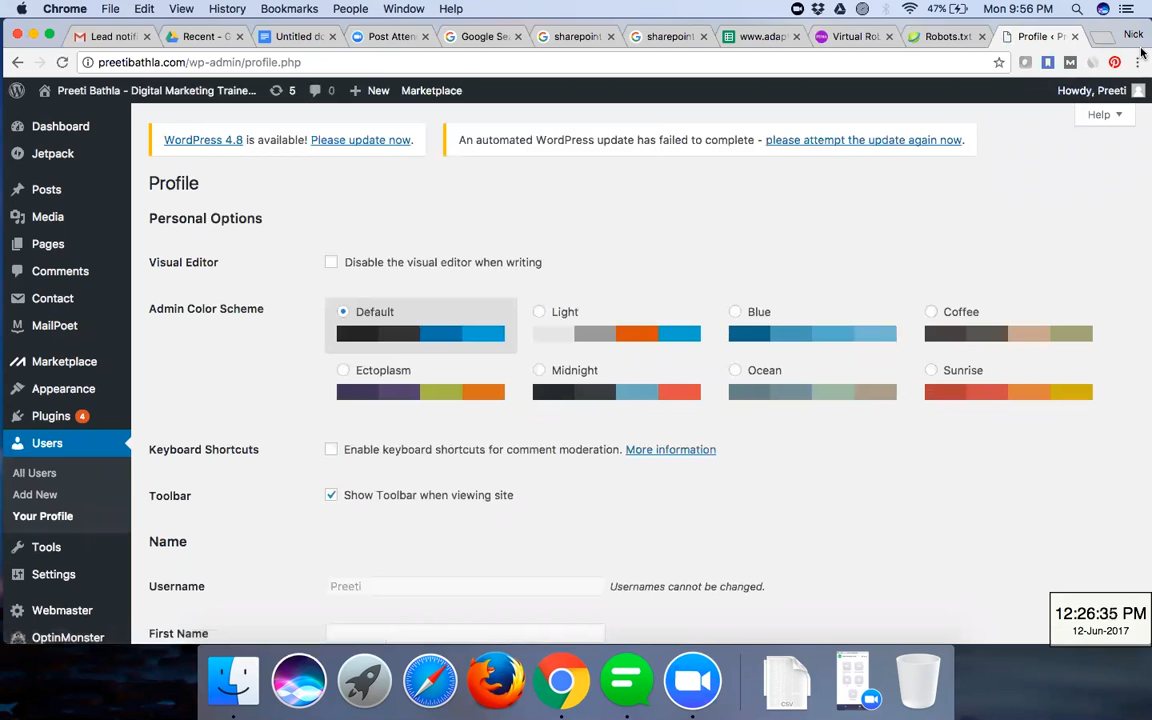 Chrome File Edit View History Bookmarks People Window Help 47% Mon 9:56 PM
Lead notifi Recent - G Untitled do Post Atten Google Sea sharepoint sharepoint www.adap Virtual Rol Robots.txt Profile ‹ Pr Nick
preetibathla.com/wp-admin/profile.php
Preeti Bathla - Digital Marketing Traine... 5 0 New Marketplace Howdy, Preeti
Help
Dashboard
Jetpack
Posts
Media
Pages
Comments
Contact
MailPoet
Marketplace
Appearance
Plugins 4
Users
All Users
Add New
Your Profile
Tools
Settings
Webmaster
OptinMonster
WordPress 4.8 is available! Please update now.
An automated WordPress update has failed to complete - please attempt the update again now.
Profile
Personal Options
Visual Editor Disable the visual editor when writing
Admin Color Scheme Default Light Blue Coffee
Ectoplasm Midnight Ocean Sunrise
Keyboard Shortcuts Enable keyboard shortcuts for comment moderation. More information
Toolbar Show Toolbar when viewing site
Name
Username Preeti Usernames cannot be changed.
First Name
12:26:35 PM
12-Jun-2017
CSV